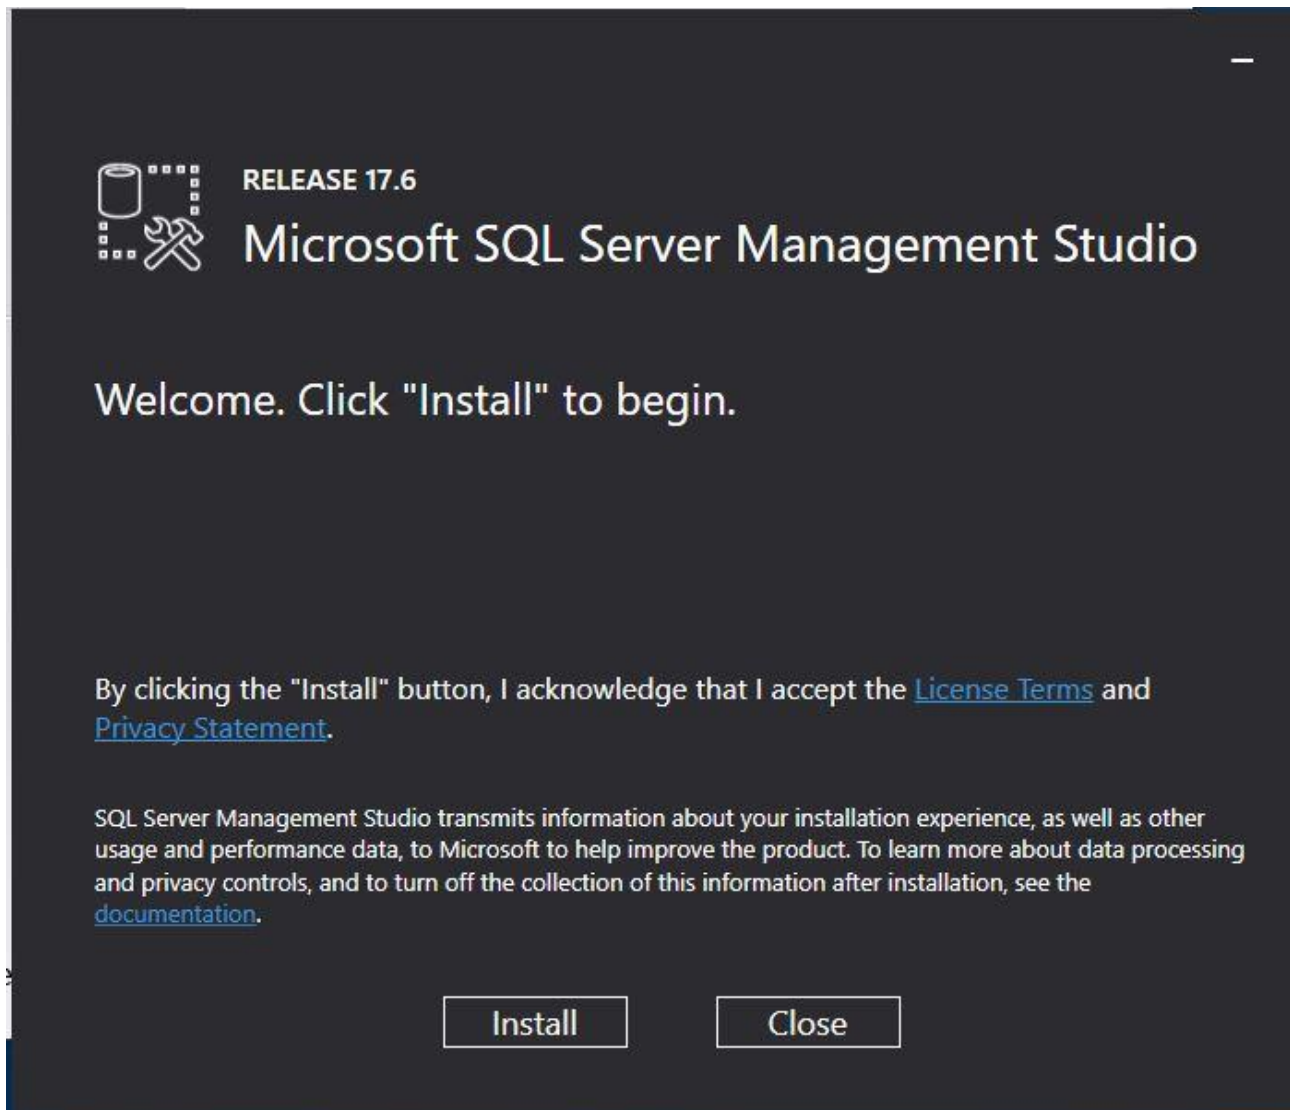 RELEASE 17.6
Microsoft SQL Server Management Studio
Welcome. Click "Install" to begin.
By clicking the "Install" button, I acknowledge that I accept the License Terms and
Privacy Statement.
SQL Server Management Studio transmits information about your installation experience, as well as other
usage and performance data, to Microsoft to help improve the product. To learn more about data processing
and privacy controls, and to turn off the collection of this information after installation, see the
documentation.
Install
Close